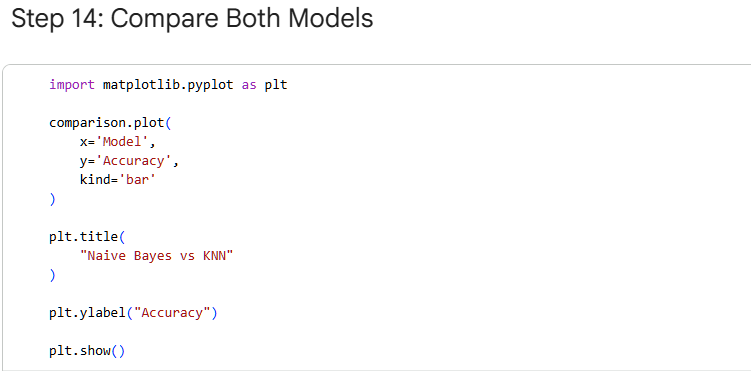 Step 14: Compare Both Models
import matplotlib.pyplot as plt
comparison.plot(
    x='Model',
    y='Accuracy',
    kind='bar'
)
plt.title(
    "Naive Bayes vs KNN"
)
plt.ylabel("Accuracy")
plt.show()